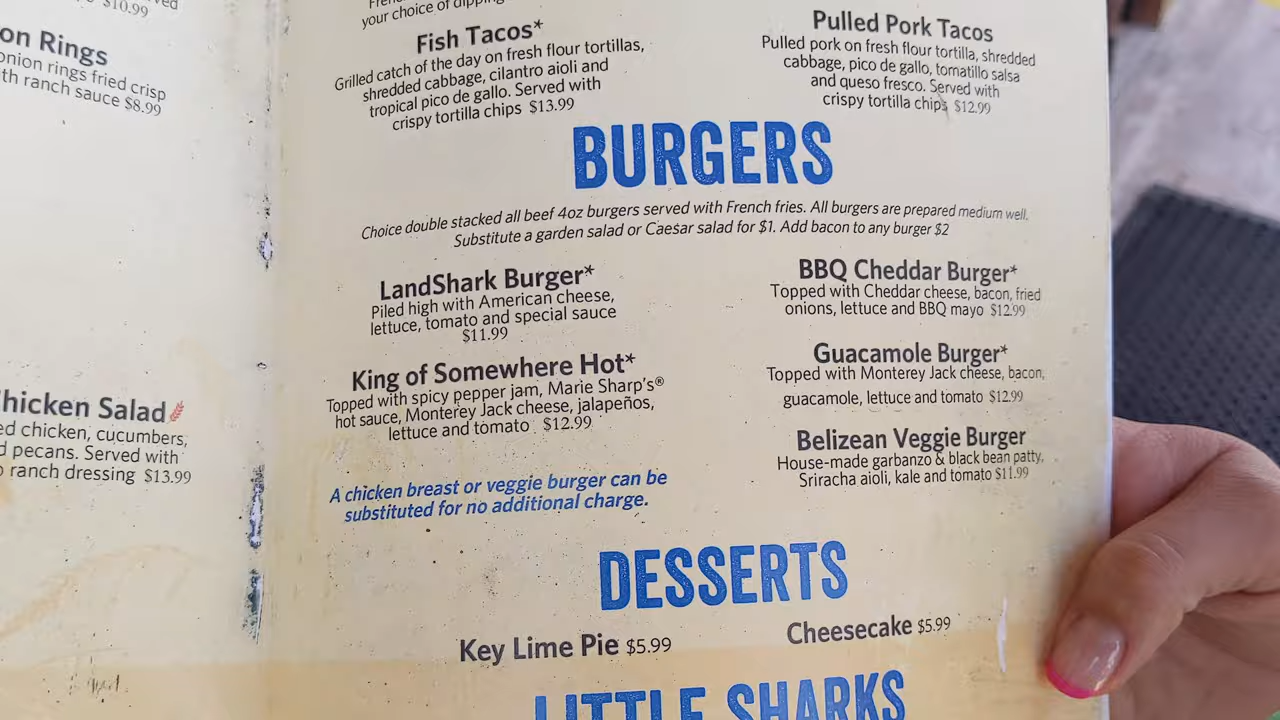 $10.99
on Rings
onion rings fried crisp
th ranch sauce $8.99
hicken Salad
ed chicken, cucumbers,
d pecans. Served with
ranch dressing $13.99
your choice of dipping
Fish Tacos*
Grilled catch of the day on fresh flour tortillas,
shredded cabbage, cilantro aioli and
tropical pico de gallo. Served with
crispy tortilla chips $13.99
Pulled Pork Tacos
Pulled pork on fresh flour tortilla, shredded
cabbage, pico de gallo, tomatillo salsa
and queso fresco. Served with
crispy tortilla chips $12.99
BURGERS
Choice double stacked all beef 4oz burgers served with French fries. All burgers are prepared medium well.
Substitute a garden salad or Caesar salad for $1. Add bacon to any burger $2
LandShark Burger*
Piled high with American cheese,
lettuce, tomato and special sauce
$11.99
King of Somewhere Hot*
Topped with spicy pepper jam, Marie Sharp's®
hot sauce, Monterey Jack cheese, jalapeños,
lettuce and tomato $12.99
A chicken breast or veggie burger can be
substituted for no additional charge.
BBQ Cheddar Burger*
Topped with Cheddar cheese, bacon, fried
onions, lettuce and BBQ mayo $12.99
Guacamole Burger*
Topped with Monterey Jack cheese, bacon,
guacamole, lettuce and tomato $12.99
Belizean Veggie Burger
House-made garbanzo & black bean patty,
Sriracha aioli, kale and tomato $11.99
DESSERTS
Key Lime Pie $5.99
Cheesecake $5.99
LITTLE SHARKS